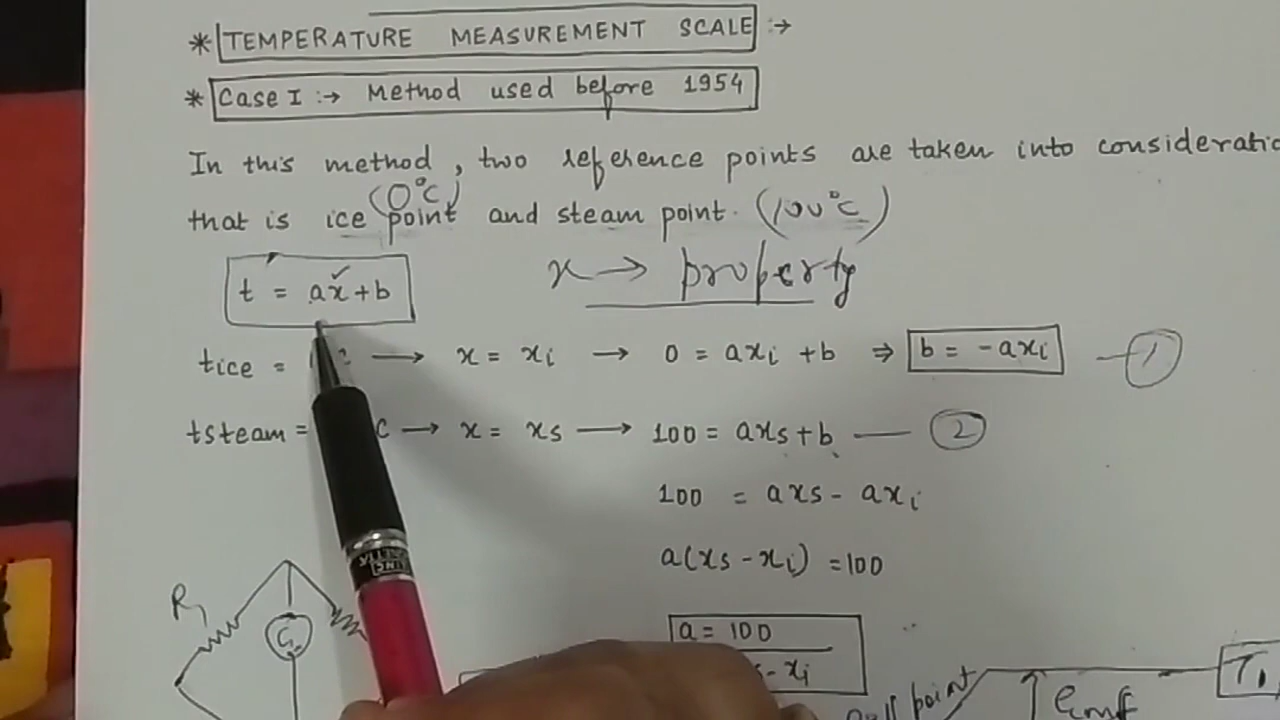 * TEMPERATURE MEASUREMENT SCALE :→
* Case I :→ Method used before 1954
In this method, two reference points are taken into
(0°C)
that is ice point and steam point. (100°C)
t = ax+b
x → property
tice = → x = xi → 0 = axi + b ⇒ b = -axi — 1
tsteam = C → x = xs → 100 = axs + b — 2
100 = axs - axi
a(xs - xi) = 100
R1
G
a = 100
- xi
point
emf
T1